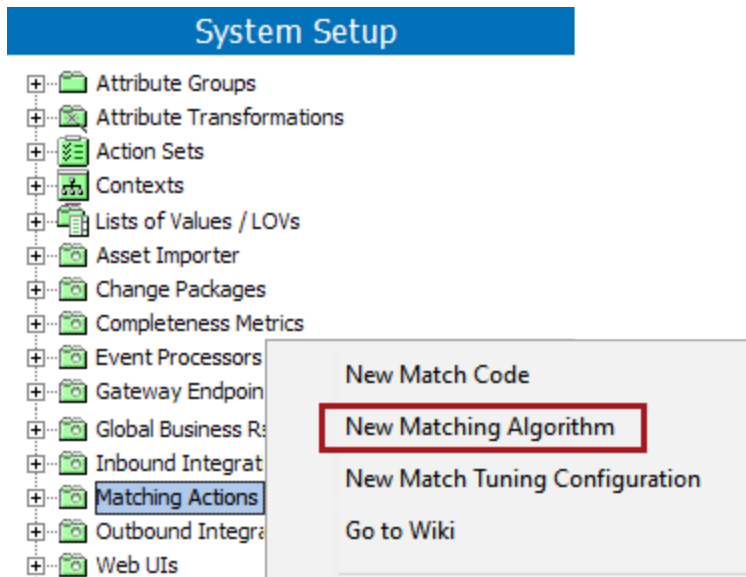 System Setup
Attribute Groups
Attribute Transformations
Action Sets
Contexts
Lists of Values / LOVs
Asset Importer
Change Packages
Completeness Metrics
Event Processors
Gateway Endpoin
Global Business R
Inbound Integrat
Matching Actions
Outbound Integra
Web UIs
New Match Code
New Matching Algorithm
New Match Tuning Configuration
Go to Wiki